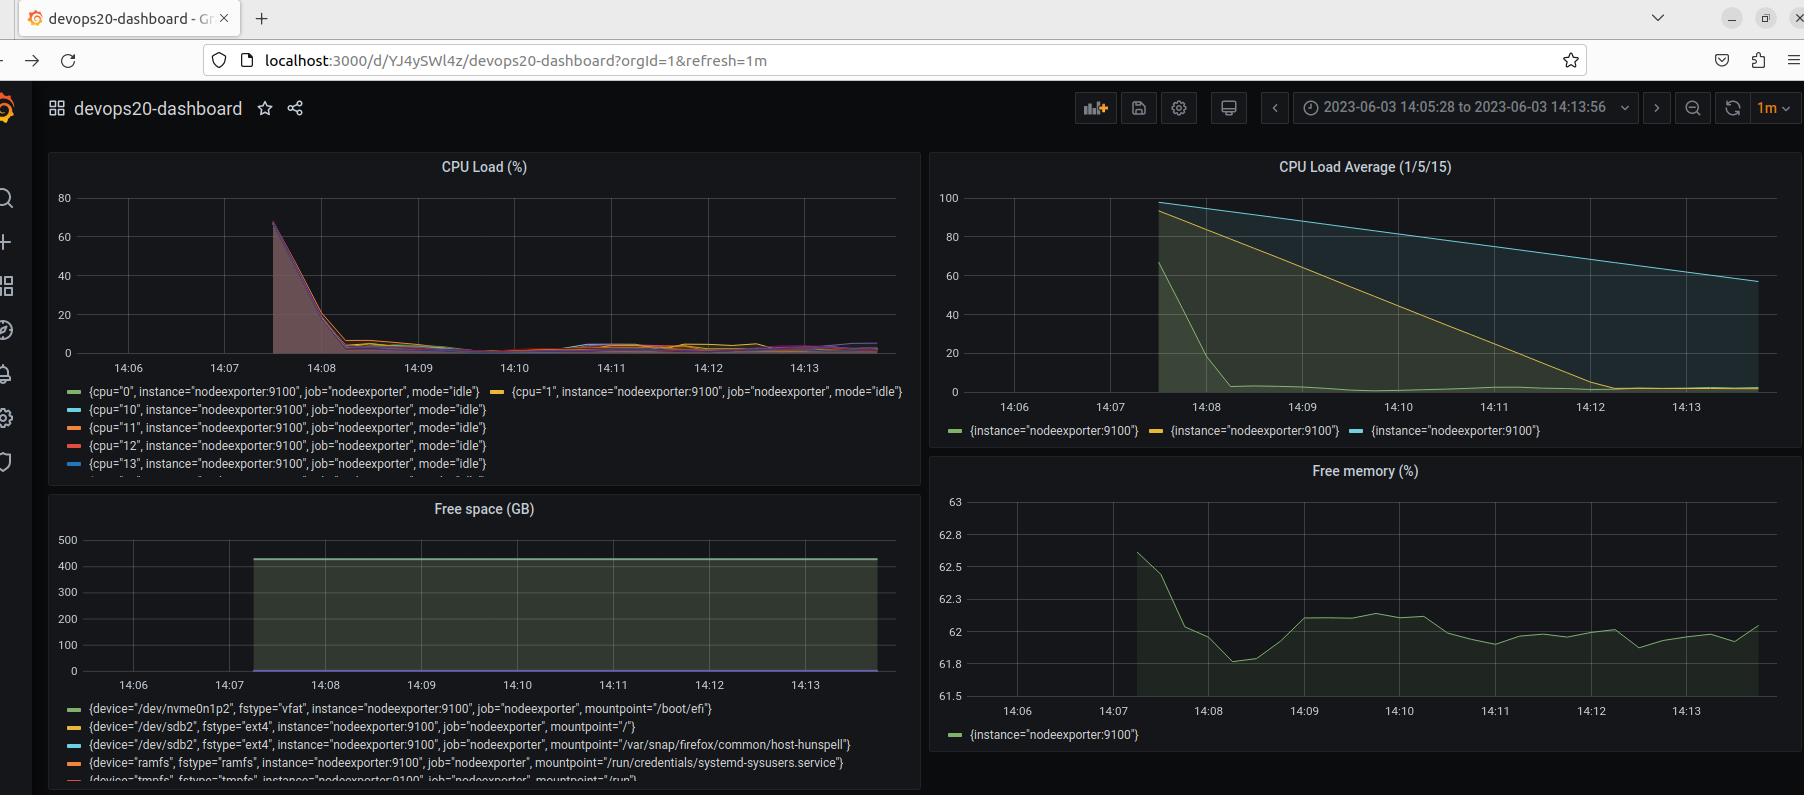 devops20-dashboard - Gr
localhost:3000/d/YJ4ySWl4z/devops20-dashboard?orgId=1&refresh=1m
devops20-dashboard
2023-06-03 14:05:28 to 2023-06-03 14:13:56
1m
CPU Load (%)
80
60
40
20
0
14:06 14:07 14:08 14:09 14:10 14:11 14:12 14:13
{cpu="0", instance="nodeexporter:9100", job="nodeexporter", mode="idle"} {cpu="1", instance="nodeexporter:9100", job="nodeexporter", mode="idle"}
{cpu="10", instance="nodeexporter:9100", job="nodeexporter", mode="idle"}
{cpu="11", instance="nodeexporter:9100", job="nodeexporter", mode="idle"}
{cpu="12", instance="nodeexporter:9100", job="nodeexporter", mode="idle"}
{cpu="13", instance="nodeexporter:9100", job="nodeexporter", mode="idle"}
CPU Load Average (1/5/15)
100
80
60
40
20
0
14:06 14:07 14:08 14:09 14:10 14:11 14:12 14:13
{instance="nodeexporter:9100"} {instance="nodeexporter:9100"} {instance="nodeexporter:9100"}
Free space (GB)
500
400
300
200
100
0
14:06 14:07 14:08 14:09 14:10 14:11 14:12 14:13
{device="/dev/nvme0n1p2", fstype="vfat", instance="nodeexporter:9100", job="nodeexporter", mountpoint="/boot/efi"}
{device="/dev/sdb2", fstype="ext4", instance="nodeexporter:9100", job="nodeexporter", mountpoint="/"}
{device="/dev/sdb2", fstype="ext4", instance="nodeexporter:9100", job="nodeexporter", mountpoint="/var/snap/firefox/common/host-hunspell"}
{device="ramfs", fstype="ramfs", instance="nodeexporter:9100", job="nodeexporter", mountpoint="/run/credentials/systemd-sysusers.service"}
{device="tmpfs", fstype="tmpfs", instance="nodeexporter:9100", job="nodeexporter", mountpoint="/run"}
Free memory (%)
63
62.8
62.5
62.3
62
61.8
61.5
14:06 14:07 14:08 14:09 14:10 14:11 14:12 14:13
{instance="nodeexporter:9100"}